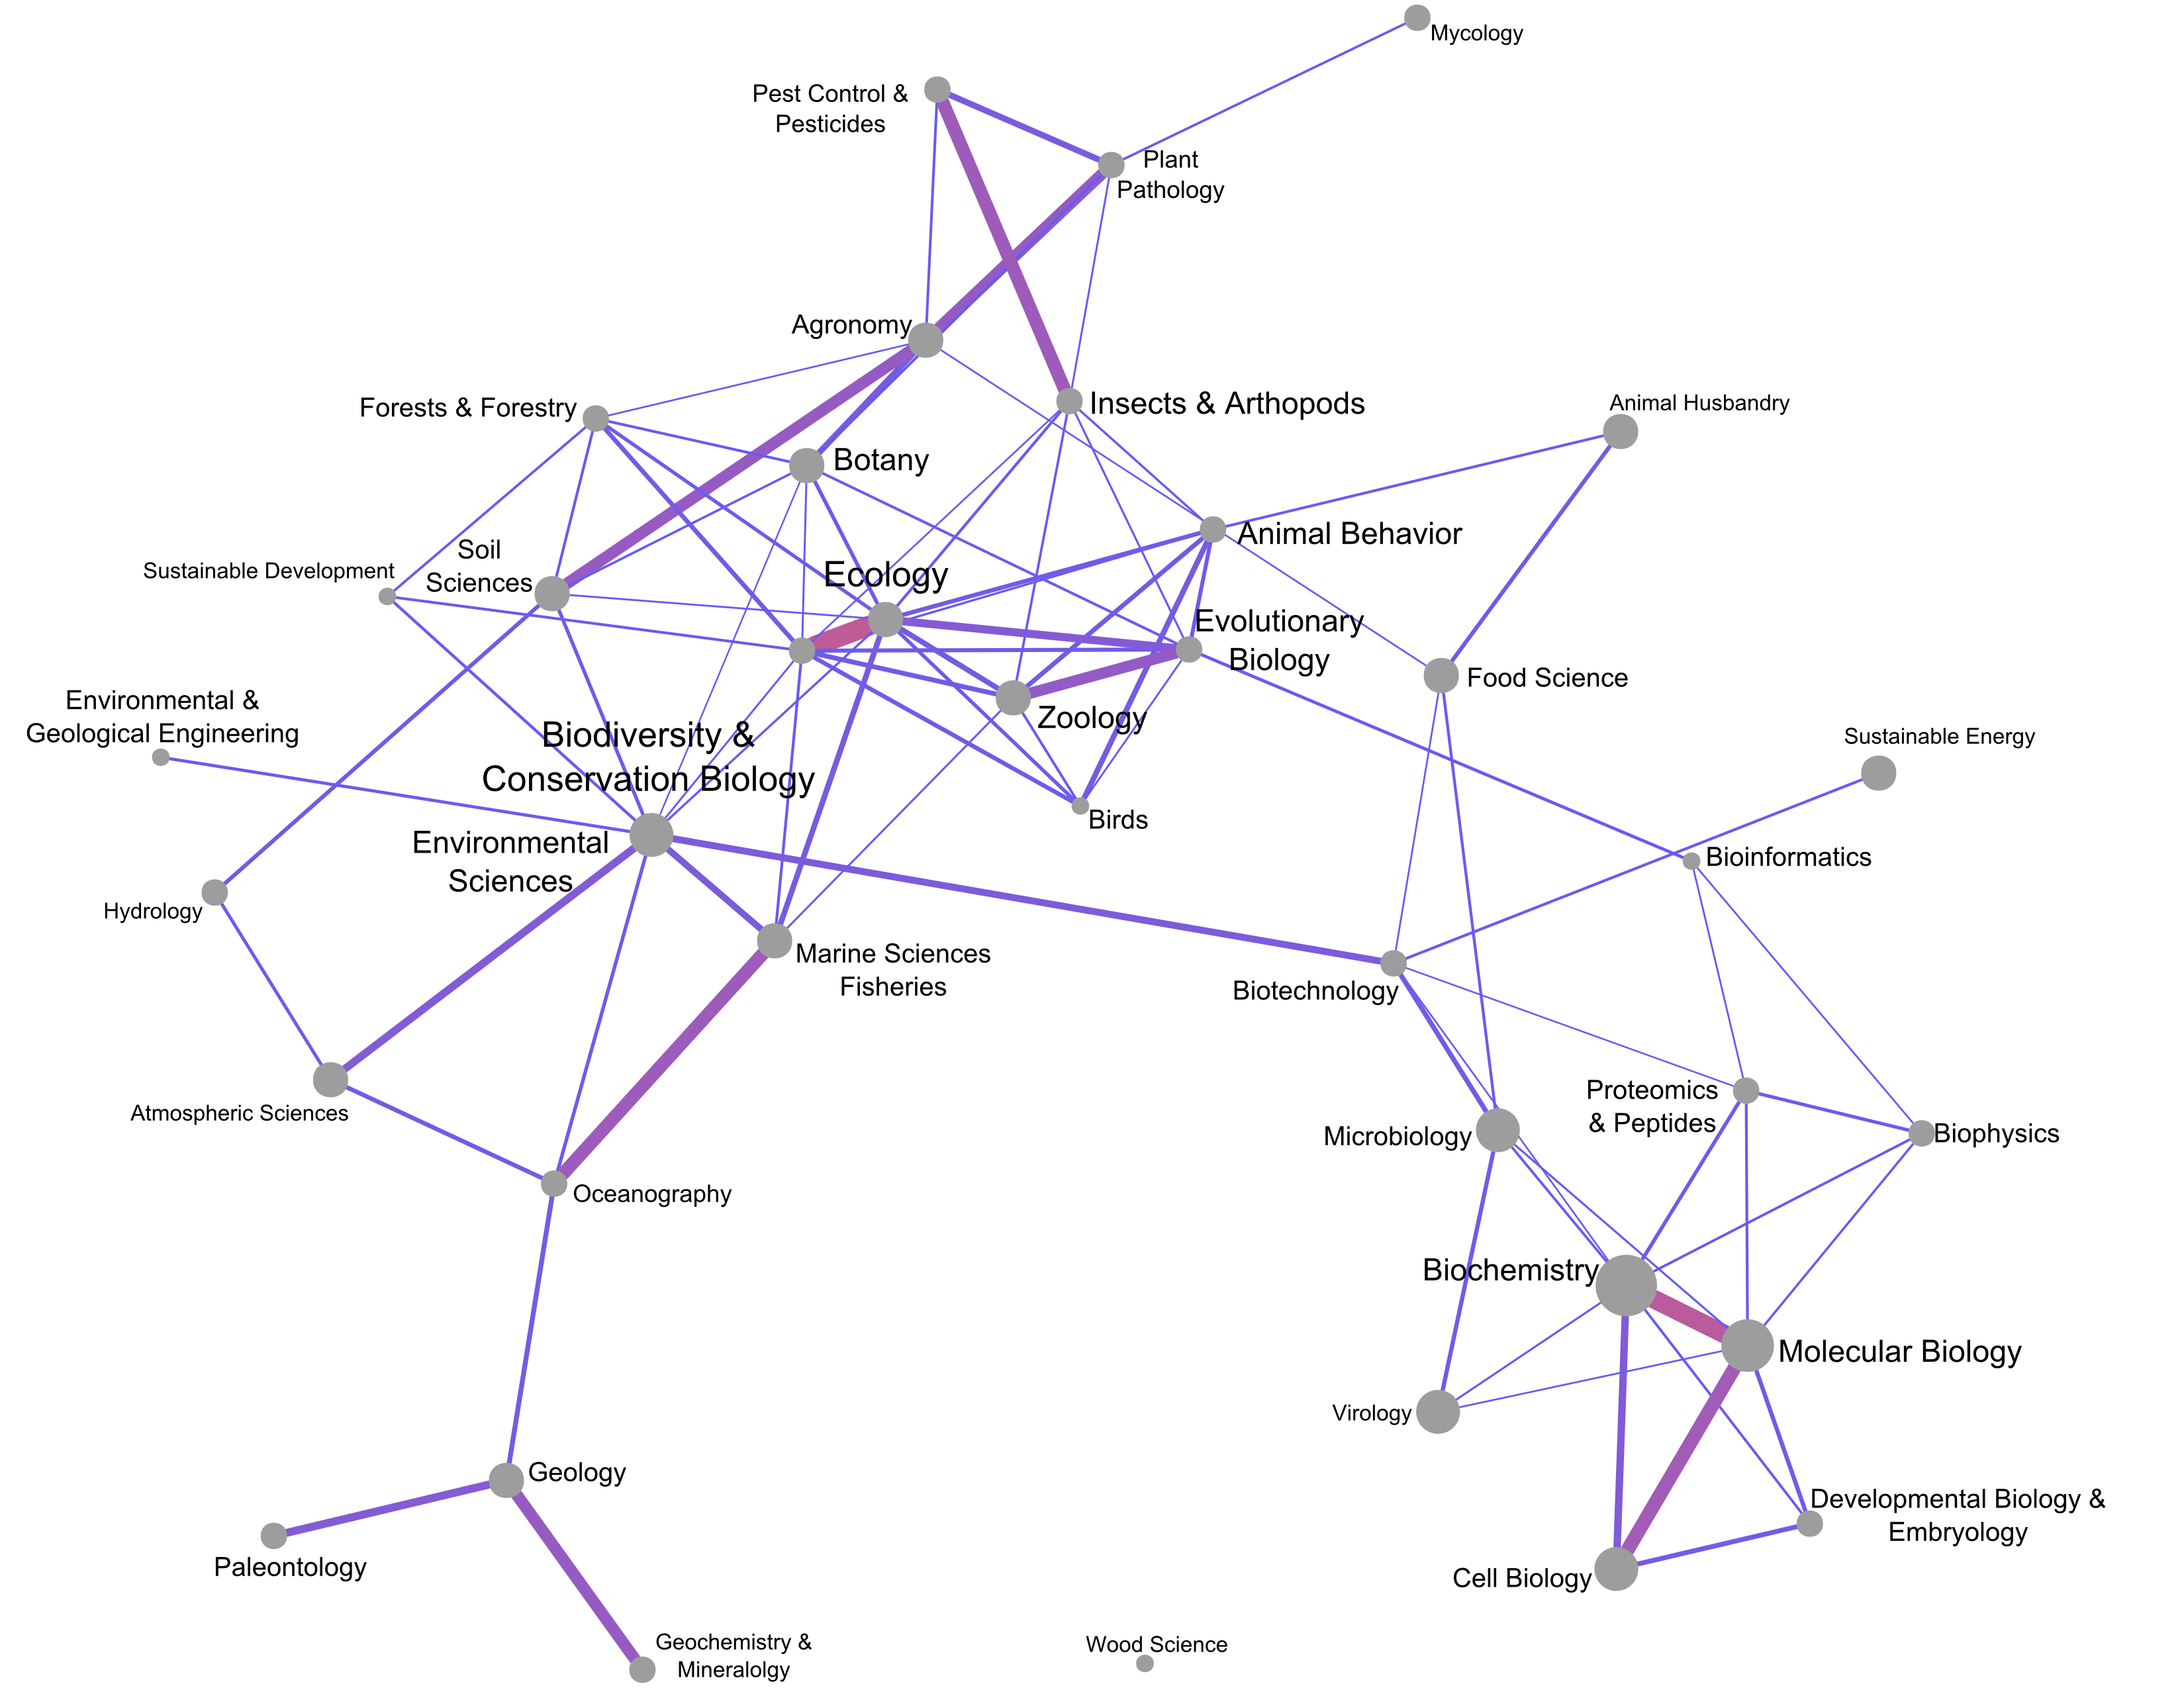 Mycology
Pest Control &
Pesticides
Plant
Pathology
Agronomy
Insects & Arthopods
Forests & Forestry
Animal Husbandry
Botany
Animal Behavior
Soil
Sciences
Sustainable Development
Ecology
Evolutionary
Biology
Food Science
Environmental &
Geological Engineering
Zoology
Biodiversity &
Conservation Biology
Sustainable Energy
Birds
Environmental
Sciences
Bioinformatics
Hydrology
Marine Sciences
Fisheries
Biotechnology
Atmospheric Sciences
Proteomics
& Peptides
Microbiology
Biophysics
Oceanography
Biochemistry
Molecular Biology
Virology
Geology
Developmental Biology &
Embryology
Paleontology
Cell Biology
Geochemistry &
Mineralolgy
Wood Science